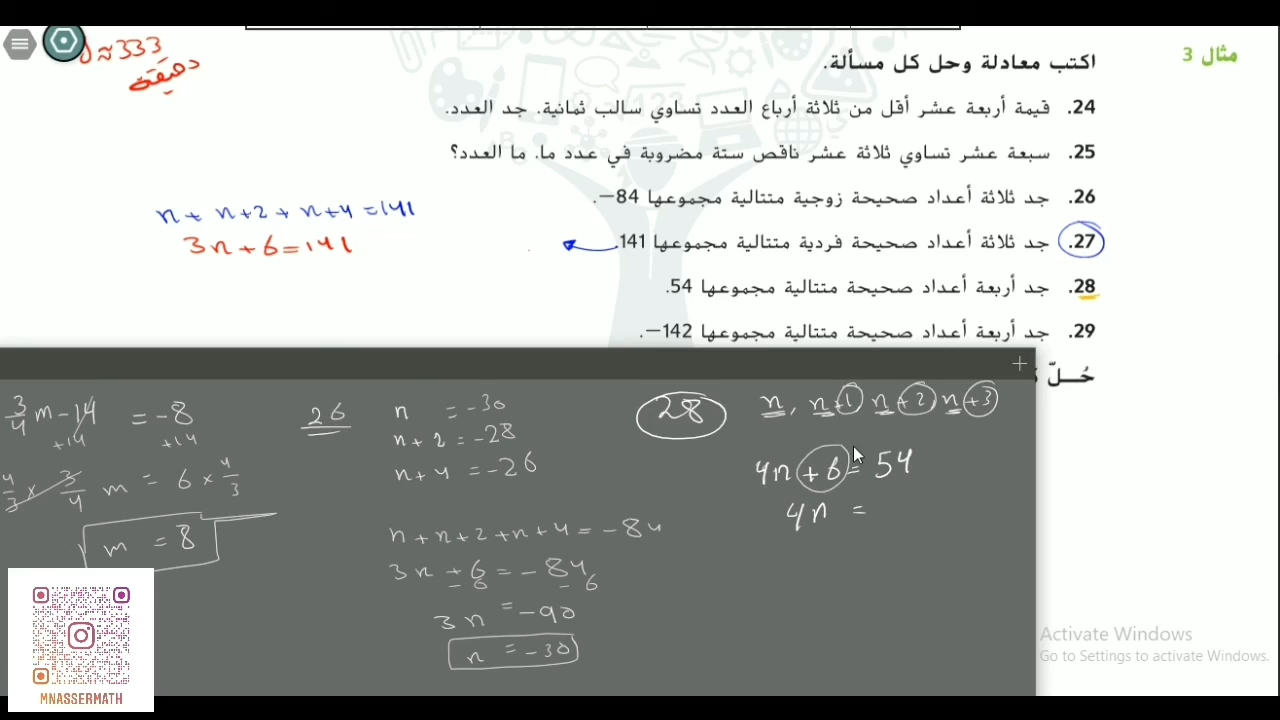 مثال 3
اكتب معادلة وحل كل مسألة.
24. قيمة أربعة عشر أقل من ثلاثة أرباع العدد تساوي سالب ثمانية. جد العدد.
25. سبعة عشر تساوي ثلاثة عشر ناقص ستة مضروبة في عدد ما. ما العدد؟
26. جد ثلاثة أعداد صحيحة زوجية متتالية مجموعها 84−.
27. جد ثلاثة أعداد صحيحة فردية متتالية مجموعها 141.
28. جد أربعة أعداد صحيحة متتالية مجموعها 54.
29. جد أربعة أعداد صحيحة متتالية مجموعها 142−.
حُلّ
≈ 333
دقيقة
n + n+2 + n+4 = 141
3n + 6 = 141
3/4 m - 14 = -8
+14 +14
4/3 × 3/4 m = 6 × 4/3
m = 8
26
n = -30
n+2 = -28
n+4 = -26
n+n+2+n+4 = -84
3n + 6 = -84
-6 -6
3n = -90
n = -30
28
n, n+1 n+2 n+3
4n + 6 = 54
4n =
MNASSERMATH
Activate Windows
Go to Settings to activate Windows.